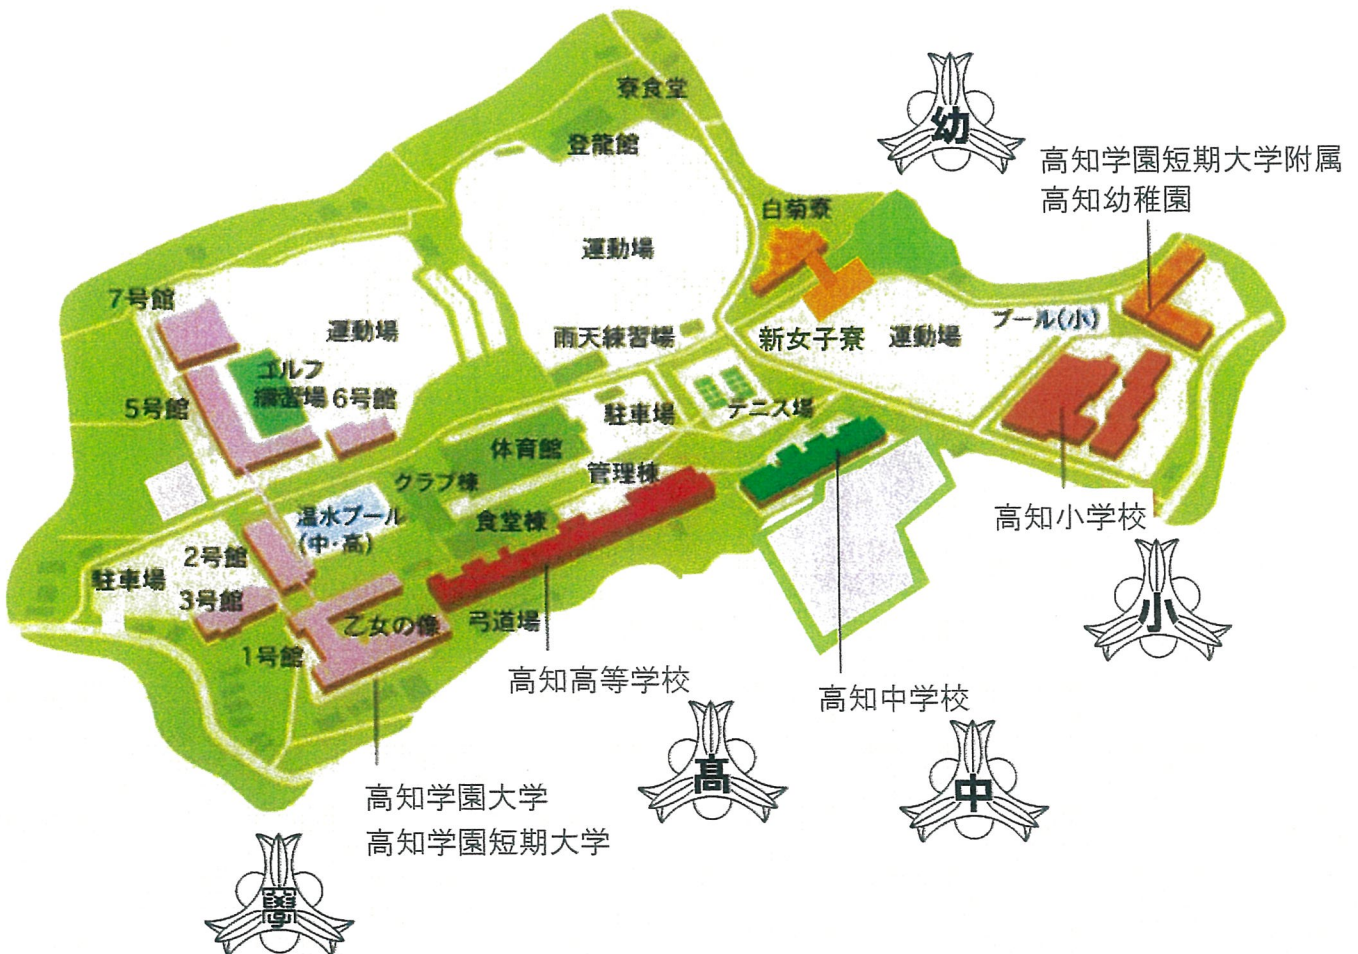 寮食堂
登龍館
幼
高知学園短期大学附属
高知幼稚園
白菊寮
運動場
7号館
運動場
雨天練習場
新女子寮
運動場
プール(小)
ゴルフ
練習場
6号館
5号館
駐車場
テニス場
体育館
管理棟
クラブ棟
温水プール
(中・高)
食堂棟
高知小学校
2号館
駐車場
3号館
乙女の像
弓道場
1号館
小
高知高等学校
高知中学校
高
中
高知学園大学
高知学園短期大学
學